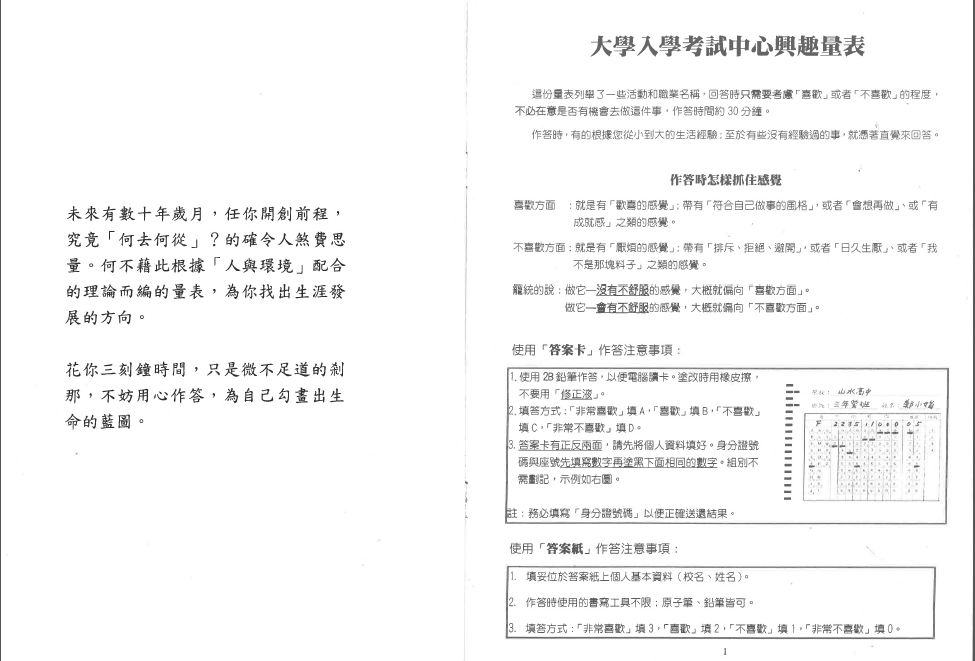 未來有數十年歲月，任你開創前程，
究竟「何去何從」？的確令人煞費思
量。何不藉此根據「人與環境」配合
的理論而編的量表，為你找出生涯發
展的方向。
花你三刻鐘時間，只是微不足道的剎
那，不妨用心作答，為自己勾畫出生
命的藍圖。
大學入學考試中心興趣量表
這份量表列舉了一些活動和職業名稱，回答時只需要考慮「喜歡」或者「不喜歡」的程度，
不必在意是否有機會去做這件事，作答時間約 30 分鐘。
作答時，有的根據您從小到大的生活經驗；至於有些沒有經驗過的事，就憑著直覺來回答。
作答時怎樣抓住感覺
喜歡方面　：就是有「歡喜的感覺」；帶有「符合自己做事的風格」，或者「會想再做」、或「有
成就感」之類的感覺。
不喜歡方面：就是有「厭煩的感覺」；帶有「排斥、拒絕、避開」，或者「日久生厭」、或者「我
不是那塊料子」之類的感覺。
籠統的說：做它—沒有不舒服的感覺，大概就偏向「喜歡方面」。
做它—會有不舒服的感覺，大概就偏向「不喜歡方面」。
使用「答案卡」作答注意事項：
1. 使用 2B 鉛筆作答，以便電腦讀卡。塗改時用橡皮擦，
不要用「修正液」。
2. 填答方式：「非常喜歡」填 A，「喜歡」填 B，「不喜歡」
填 C，「非常不喜歡」填 D。
3. 答案卡有正反兩面，請先將個人資料填好。身分證號
碼與座號先填寫數字再塗黑下面相同的數字。組別不
需劃記，示例如右圖。
註：務必填寫「身分證號碼」以便正確送還結果。
山水高中
三年質班
F 2 2 3 5 1 1 0 0 0 0 5
使用「答案紙」作答注意事項：
1. 填妥位於答案紙上個人基本資料（校名、姓名）。
2. 作答時使用的書寫工具不限；原子筆、鉛筆皆可。
3. 填答方式：「非常喜歡」填 3，「喜歡」填 2，「不喜歡」填 1，「非常不喜歡」填 0。
1